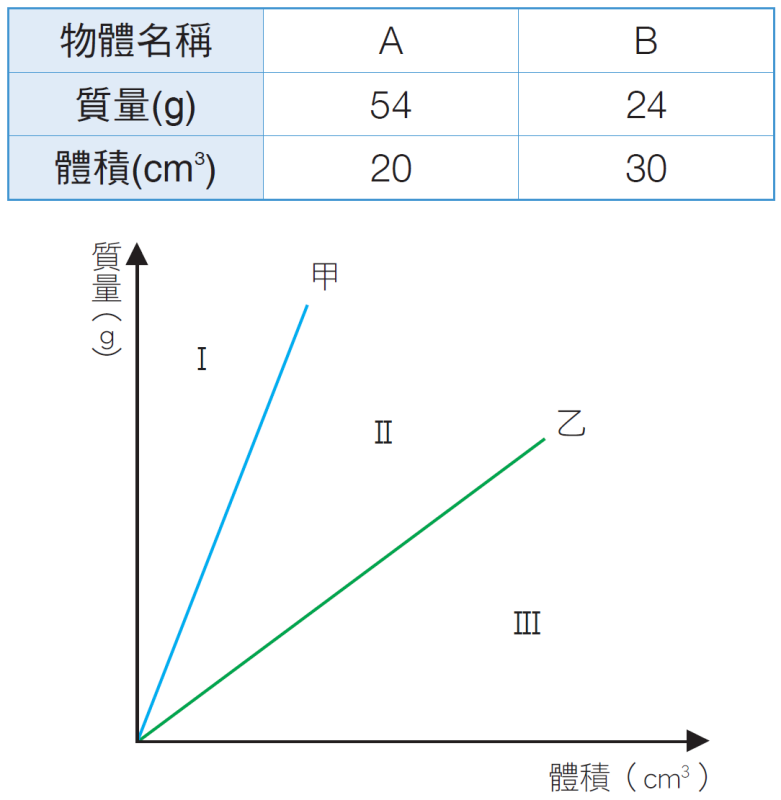 物體名稱 A B
質量(g) 54 24
體積(cm³) 20 30
質量(g)
甲
I
II
乙
III
體積（cm³）